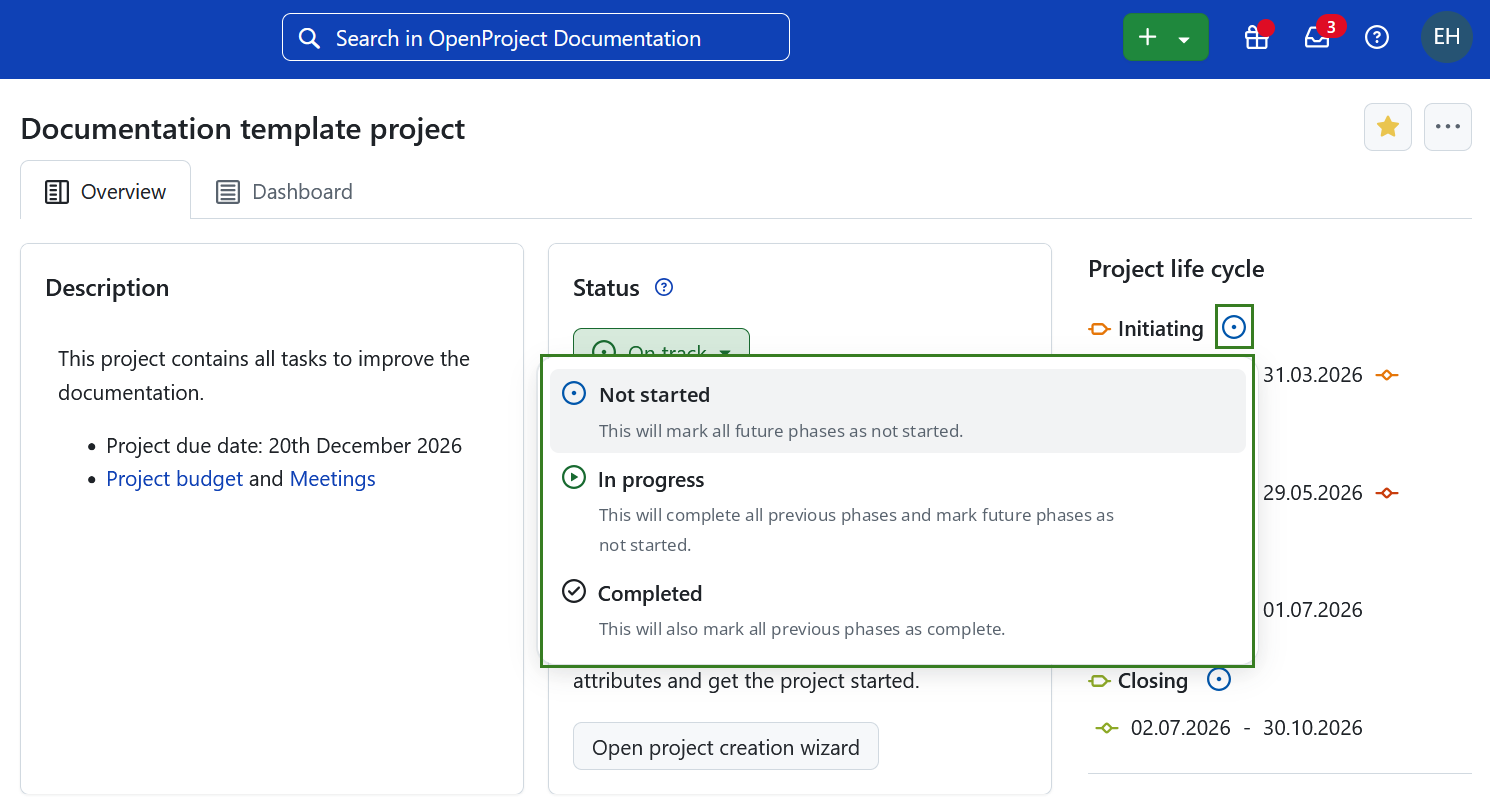 Search in OpenProject Documentation
3
EH
Documentation template project
Overview
Dashboard
Description
This project contains all tasks to improve the
documentation.
• Project due date: 20th December 2026
• Project budget and Meetings
Status
On track
Not started
This will mark all future phases as not started.
In progress
This will complete all previous phases and mark future phases as
not started.
Completed
This will also mark all previous phases as complete.
attributes and get the project started.
Open project creation wizard
Project life cycle
Initiating
31.03.2026
29.05.2026
01.07.2026
Closing
02.07.2026 - 30.10.2026